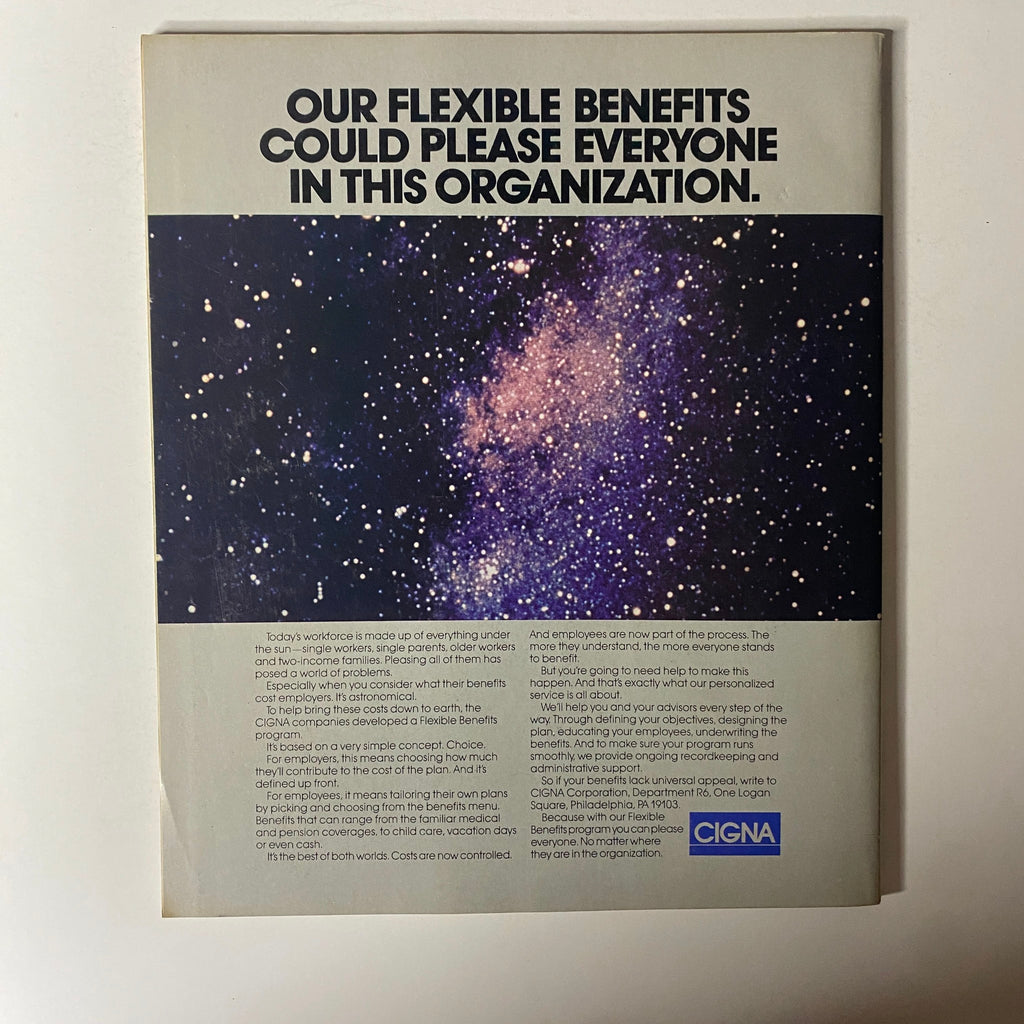 OUR FLEXIBLE BENEFITS
COULD PLEASE EVERYONE
IN THIS ORGANIZATION.
Today's workforce is made up of everything under
the sun—single workers, single parents, older workers
and two-income families. Pleasing all of them has
posed a world of problems.
Especially when you consider what their benefits
cost employers. It's astronomical.
To help bring these costs down to earth, the
CIGNA companies developed a Flexible Benefits
program.
It's based on a very simple concept. Choice.
For employers, this means choosing how much
they'll contribute to the cost of the plan. And it's
defined up front.
For employees, it means tailoring their own plans
by picking and choosing from the benefits menu.
Benefits that can range from the familiar medical
and pension coverages, to child care, vacation days
or even cash.
It's the best of both worlds. Costs are now controlled.
And employees are now part of the process. The
more they understand, the more everyone stands
to benefit.
But you're going to need help to make this
happen. And that's exactly what our personalized
service is all about.
We'll help you and your advisors every step of the
way. Through defining your objectives, designing the
plan, educating your employees, underwriting the
benefits. And to make sure your program runs
smoothly, we provide ongoing recordkeeping and
administrative support.
So if your benefits lack universal appeal, write to
CIGNA Corporation, Department R6, One Logan
Square, Philadelphia, PA 19103.
Because with our Flexible
Benefits program you can please
everyone. No matter where
they are in the organization.
CIGNA